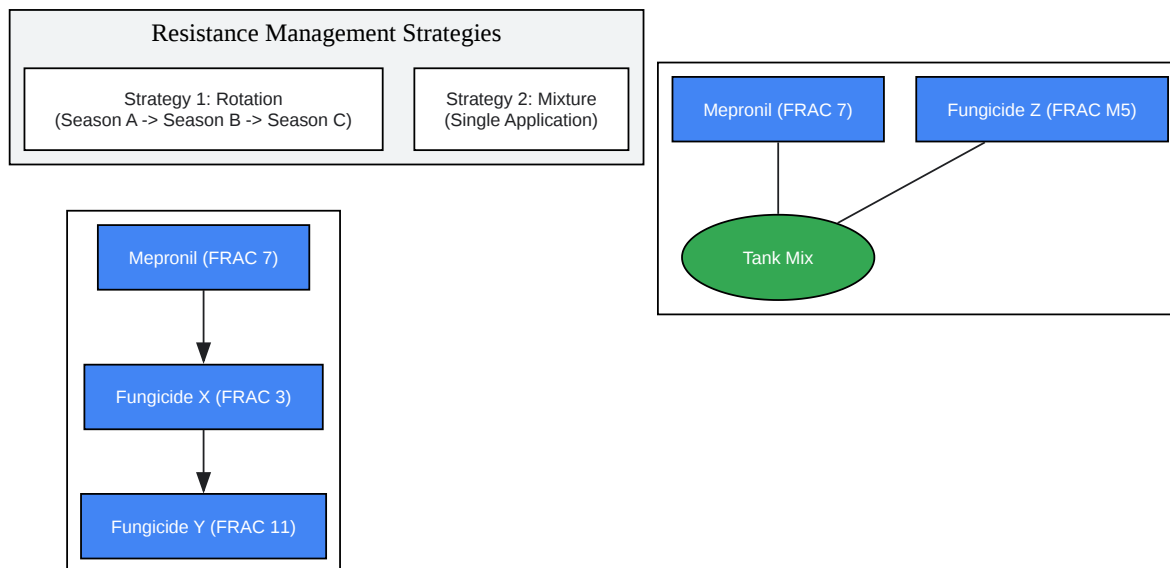 Resistance Management Strategies
Strategy 1: Rotation
(Season A -> Season B -> Season C)
Strategy 2: Mixture
(Single Application)
Mepronil (FRAC 7)
Fungicide Z (FRAC M5)
Tank Mix
Mepronil (FRAC 7)
Fungicide X (FRAC 3)
Fungicide Y (FRAC 11)